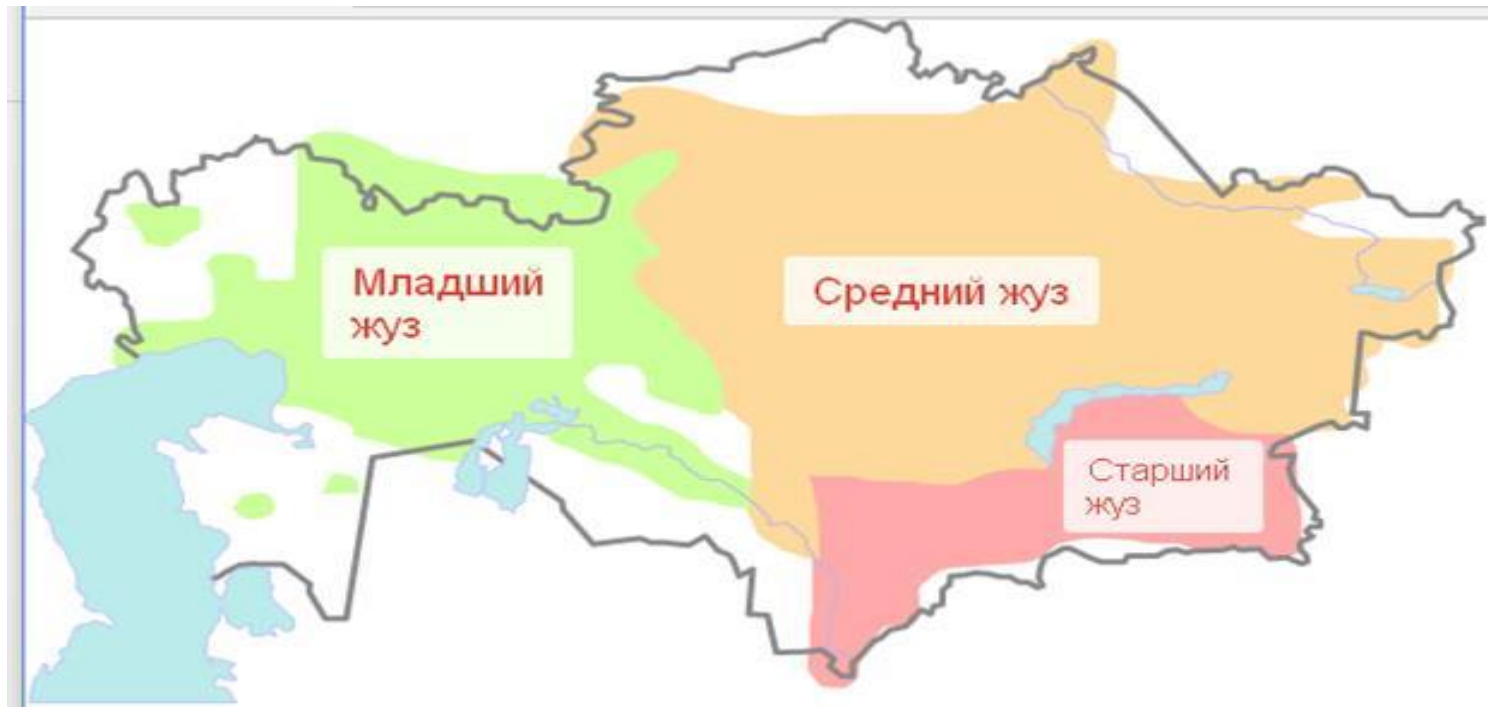 Младший
жуз
Средний жуз
Старший
жуз